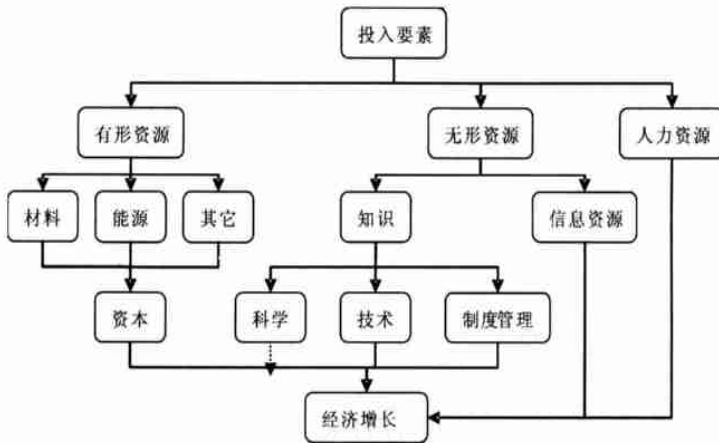 投入要素
有形资源
无形资源
人力资源
材料
能源
其它
知识
信息资源
资本
科学
技术
制度管理
经济增长